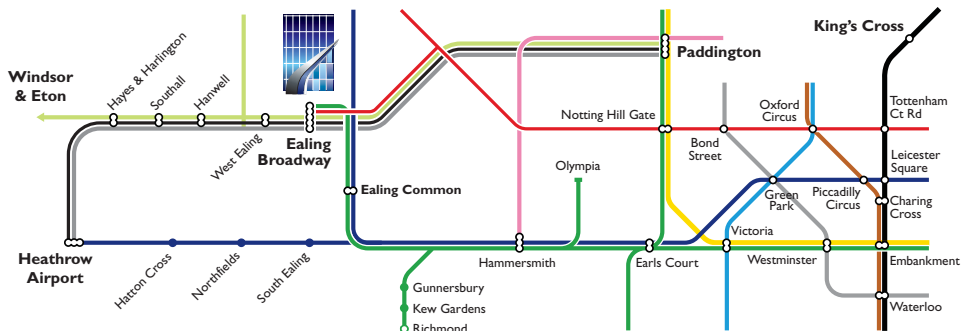 King's Cross
Windsor
& Eton
Hayes & Harlington
Southall
Hanwell
West Ealing
Ealing
Broadway
Paddington
Notting Hill Gate
Bond
Street
Oxford
Circus
Tottenham
Ct Rd
Leicester
Square
Olympia
Ealing Common
Green
Park
Piccadilly
Circus
Charing
Cross
Heathrow
Airport
Hatton Cross
Northfields
South Ealing
Hammersmith
Earls Court
Victoria
Westminster
Embankment
Gunnersbury
Kew Gardens
Richmond
Waterloo